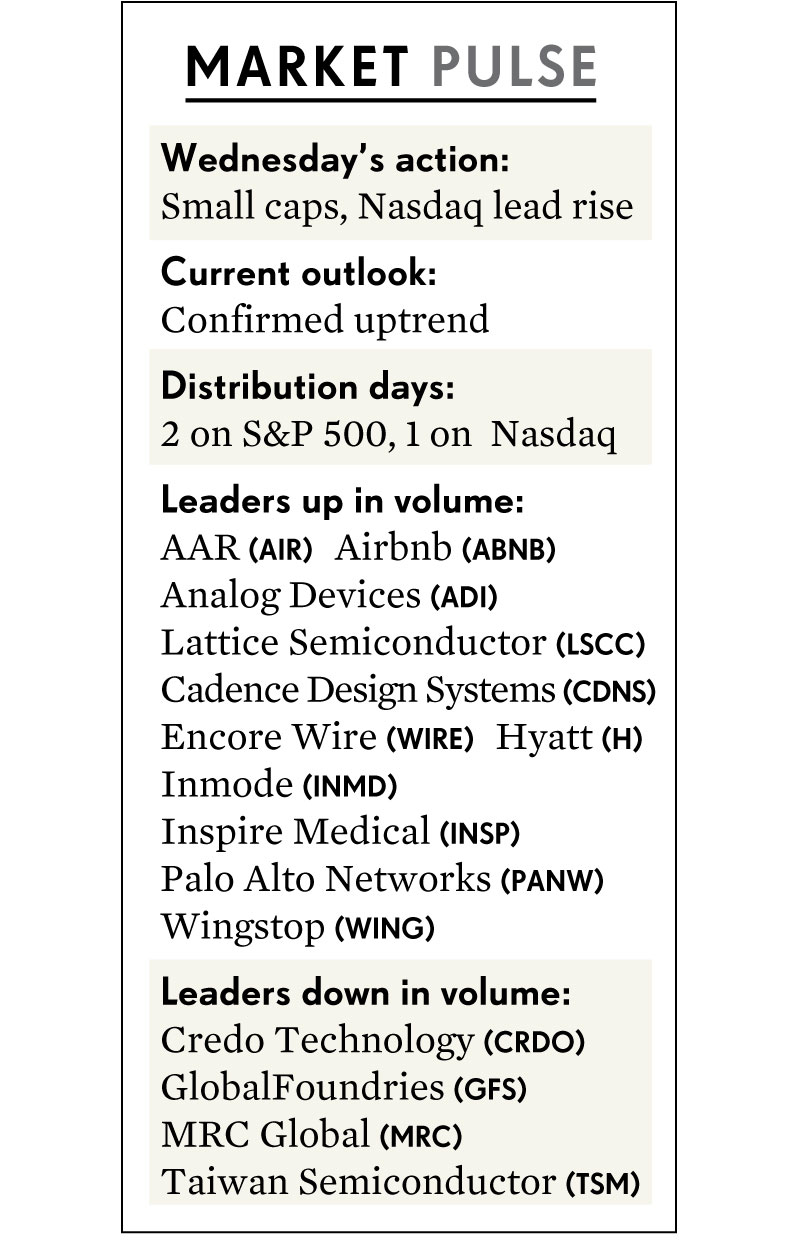 MARKET PULSE
Wednesday’s action:
Small caps, Nasdaq lead rise
Current outlook:
Confirmed uptrend
Distribution days:
2 on S&P 500, 1 on  Nasdaq
Leaders up in volume:
AAR (AIR)  Airbnb (ABNB)
Analog Devices (ADI)
Lattice Semiconductor (LSCC)
Cadence Design Systems (CDNS)
Encore Wire (WIRE)  Hyatt (H)
Inmode (INMD)
Inspire Medical (INSP)
Palo Alto Networks (PANW)
Wingstop (WING)
Leaders down in volume:
Credo Technology (CRDO)
GlobalFoundries (GFS)
MRC Global (MRC)
Taiwan Semiconductor (TSM)